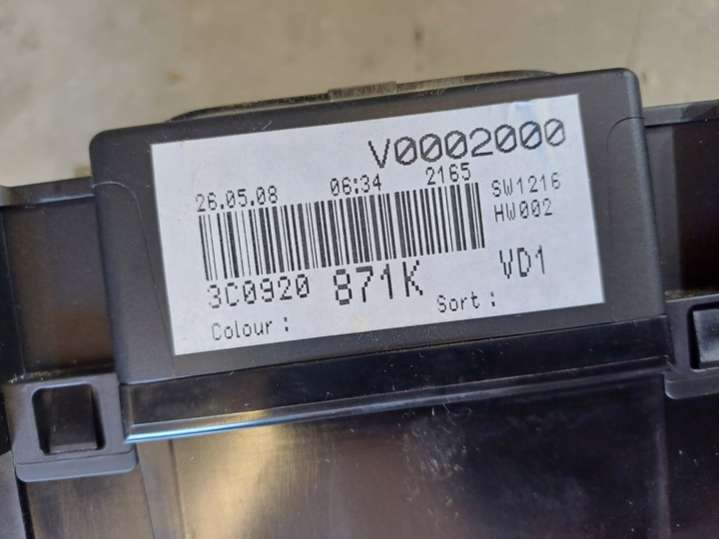 V0002000
26.05.08 06:34 2165 SW1216
HW002
3C0920 871K VD1
Colour : Sort :